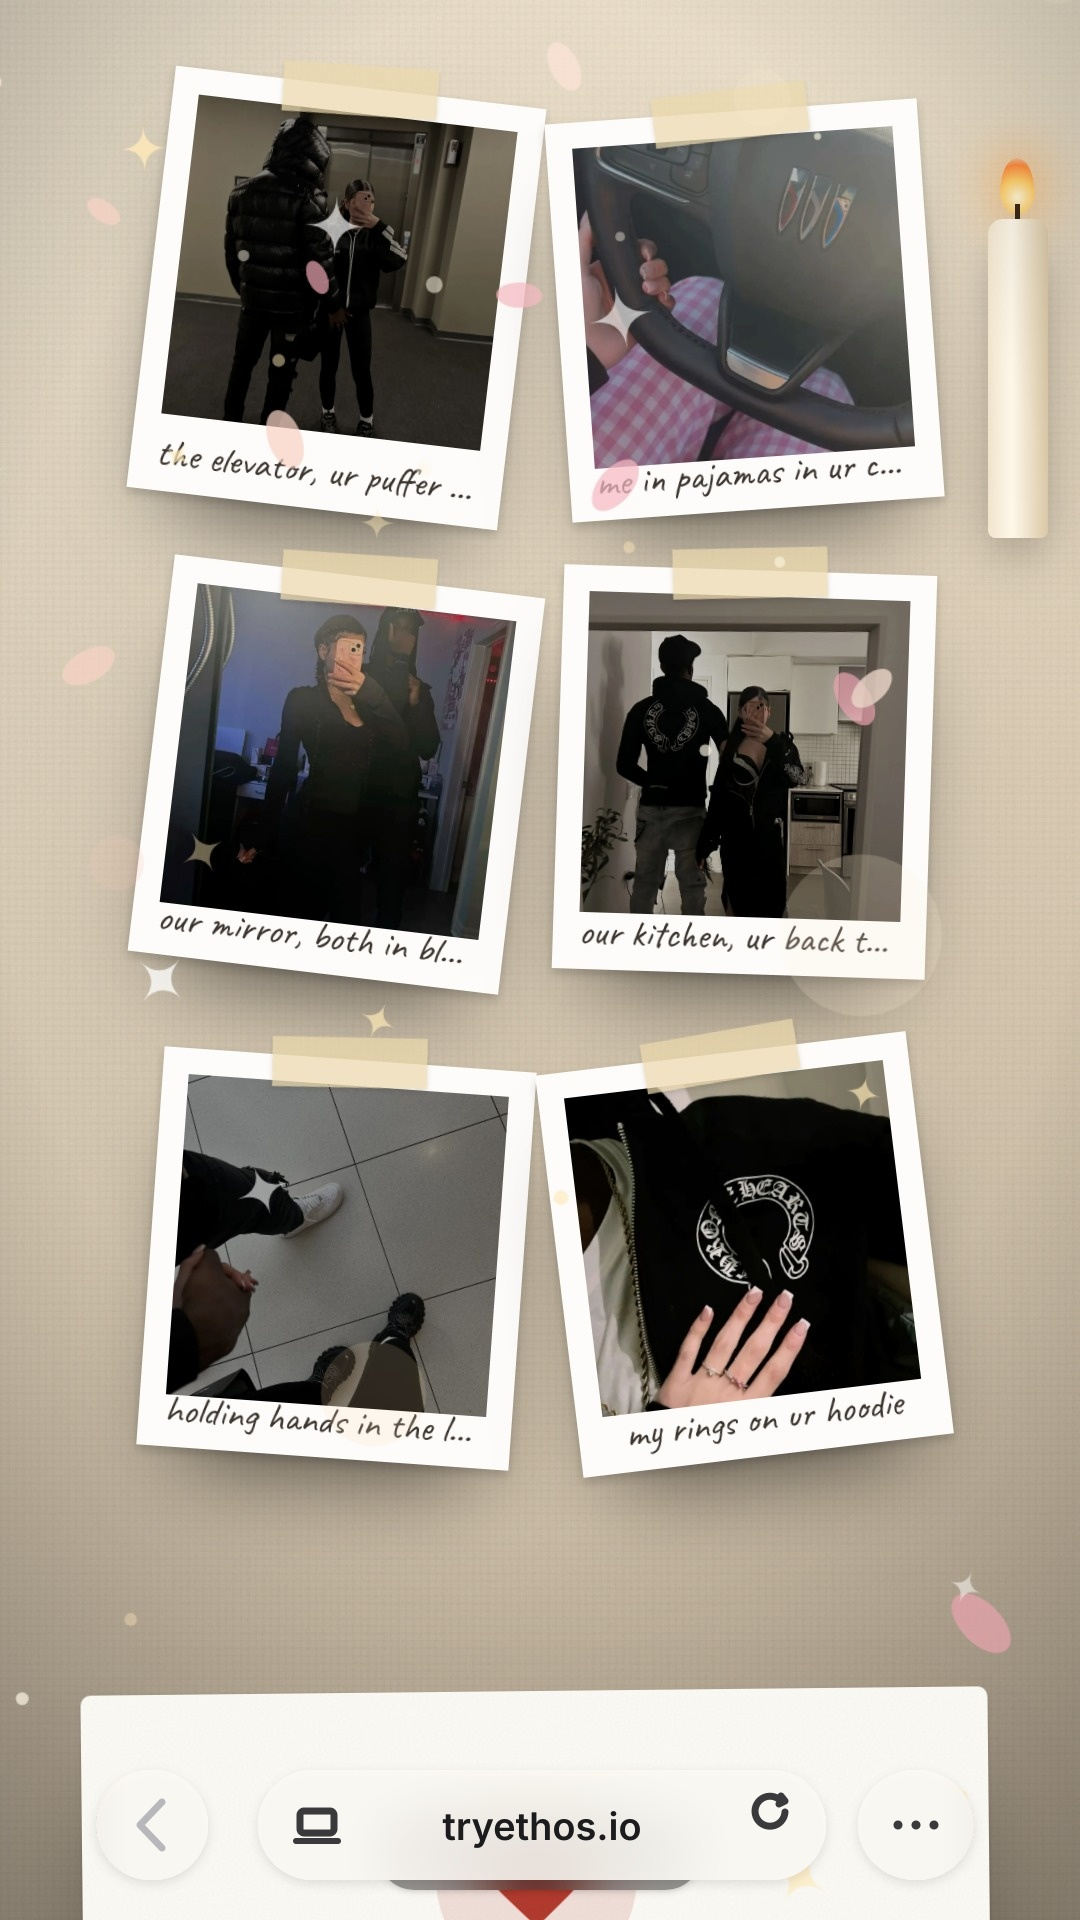 the elevator, ur puffer ...
me in pajamas in ur c...
our mirror, both in bl...
our kitchen, ur back t...
holding hands in the l...
HEARTS
my rings on ur hoodie
tryethos.io